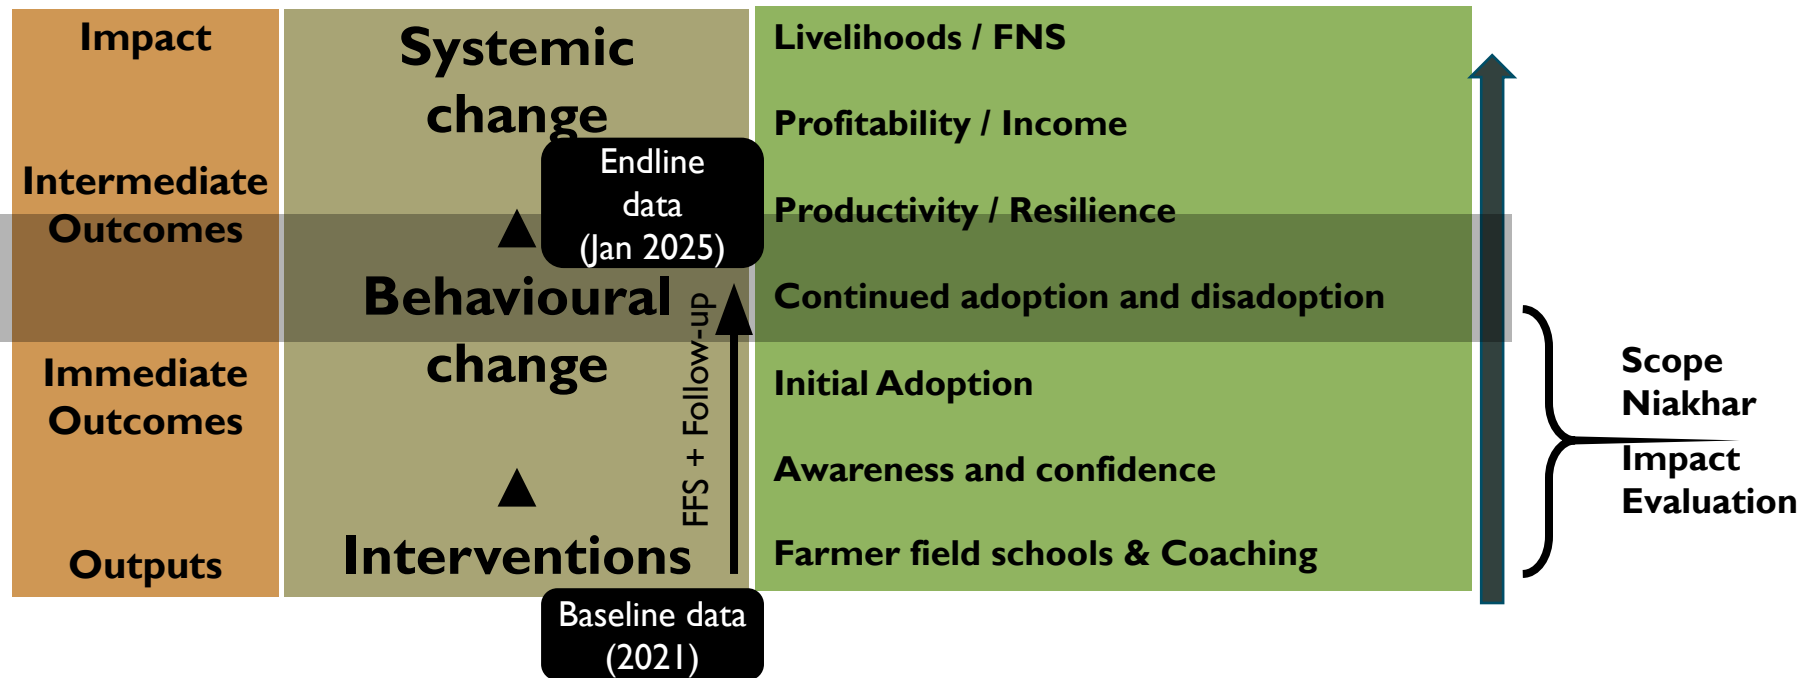 Impact
Intermediate
Outcomes
Immediate
Outcomes
Outputs
Systemic
change
Endline
data
(Jan 2025)
Behavioural
change
FFS + Follow-up
Interventions
Baseline data
(2021)
Livelihoods / FNS
Profitability / Income
Productivity / Resilience
Continued adoption and disadoption
Initial Adoption
Awareness and confidence
Farmer field schools & Coaching
Scope
Niakhar
Impact
Evaluation